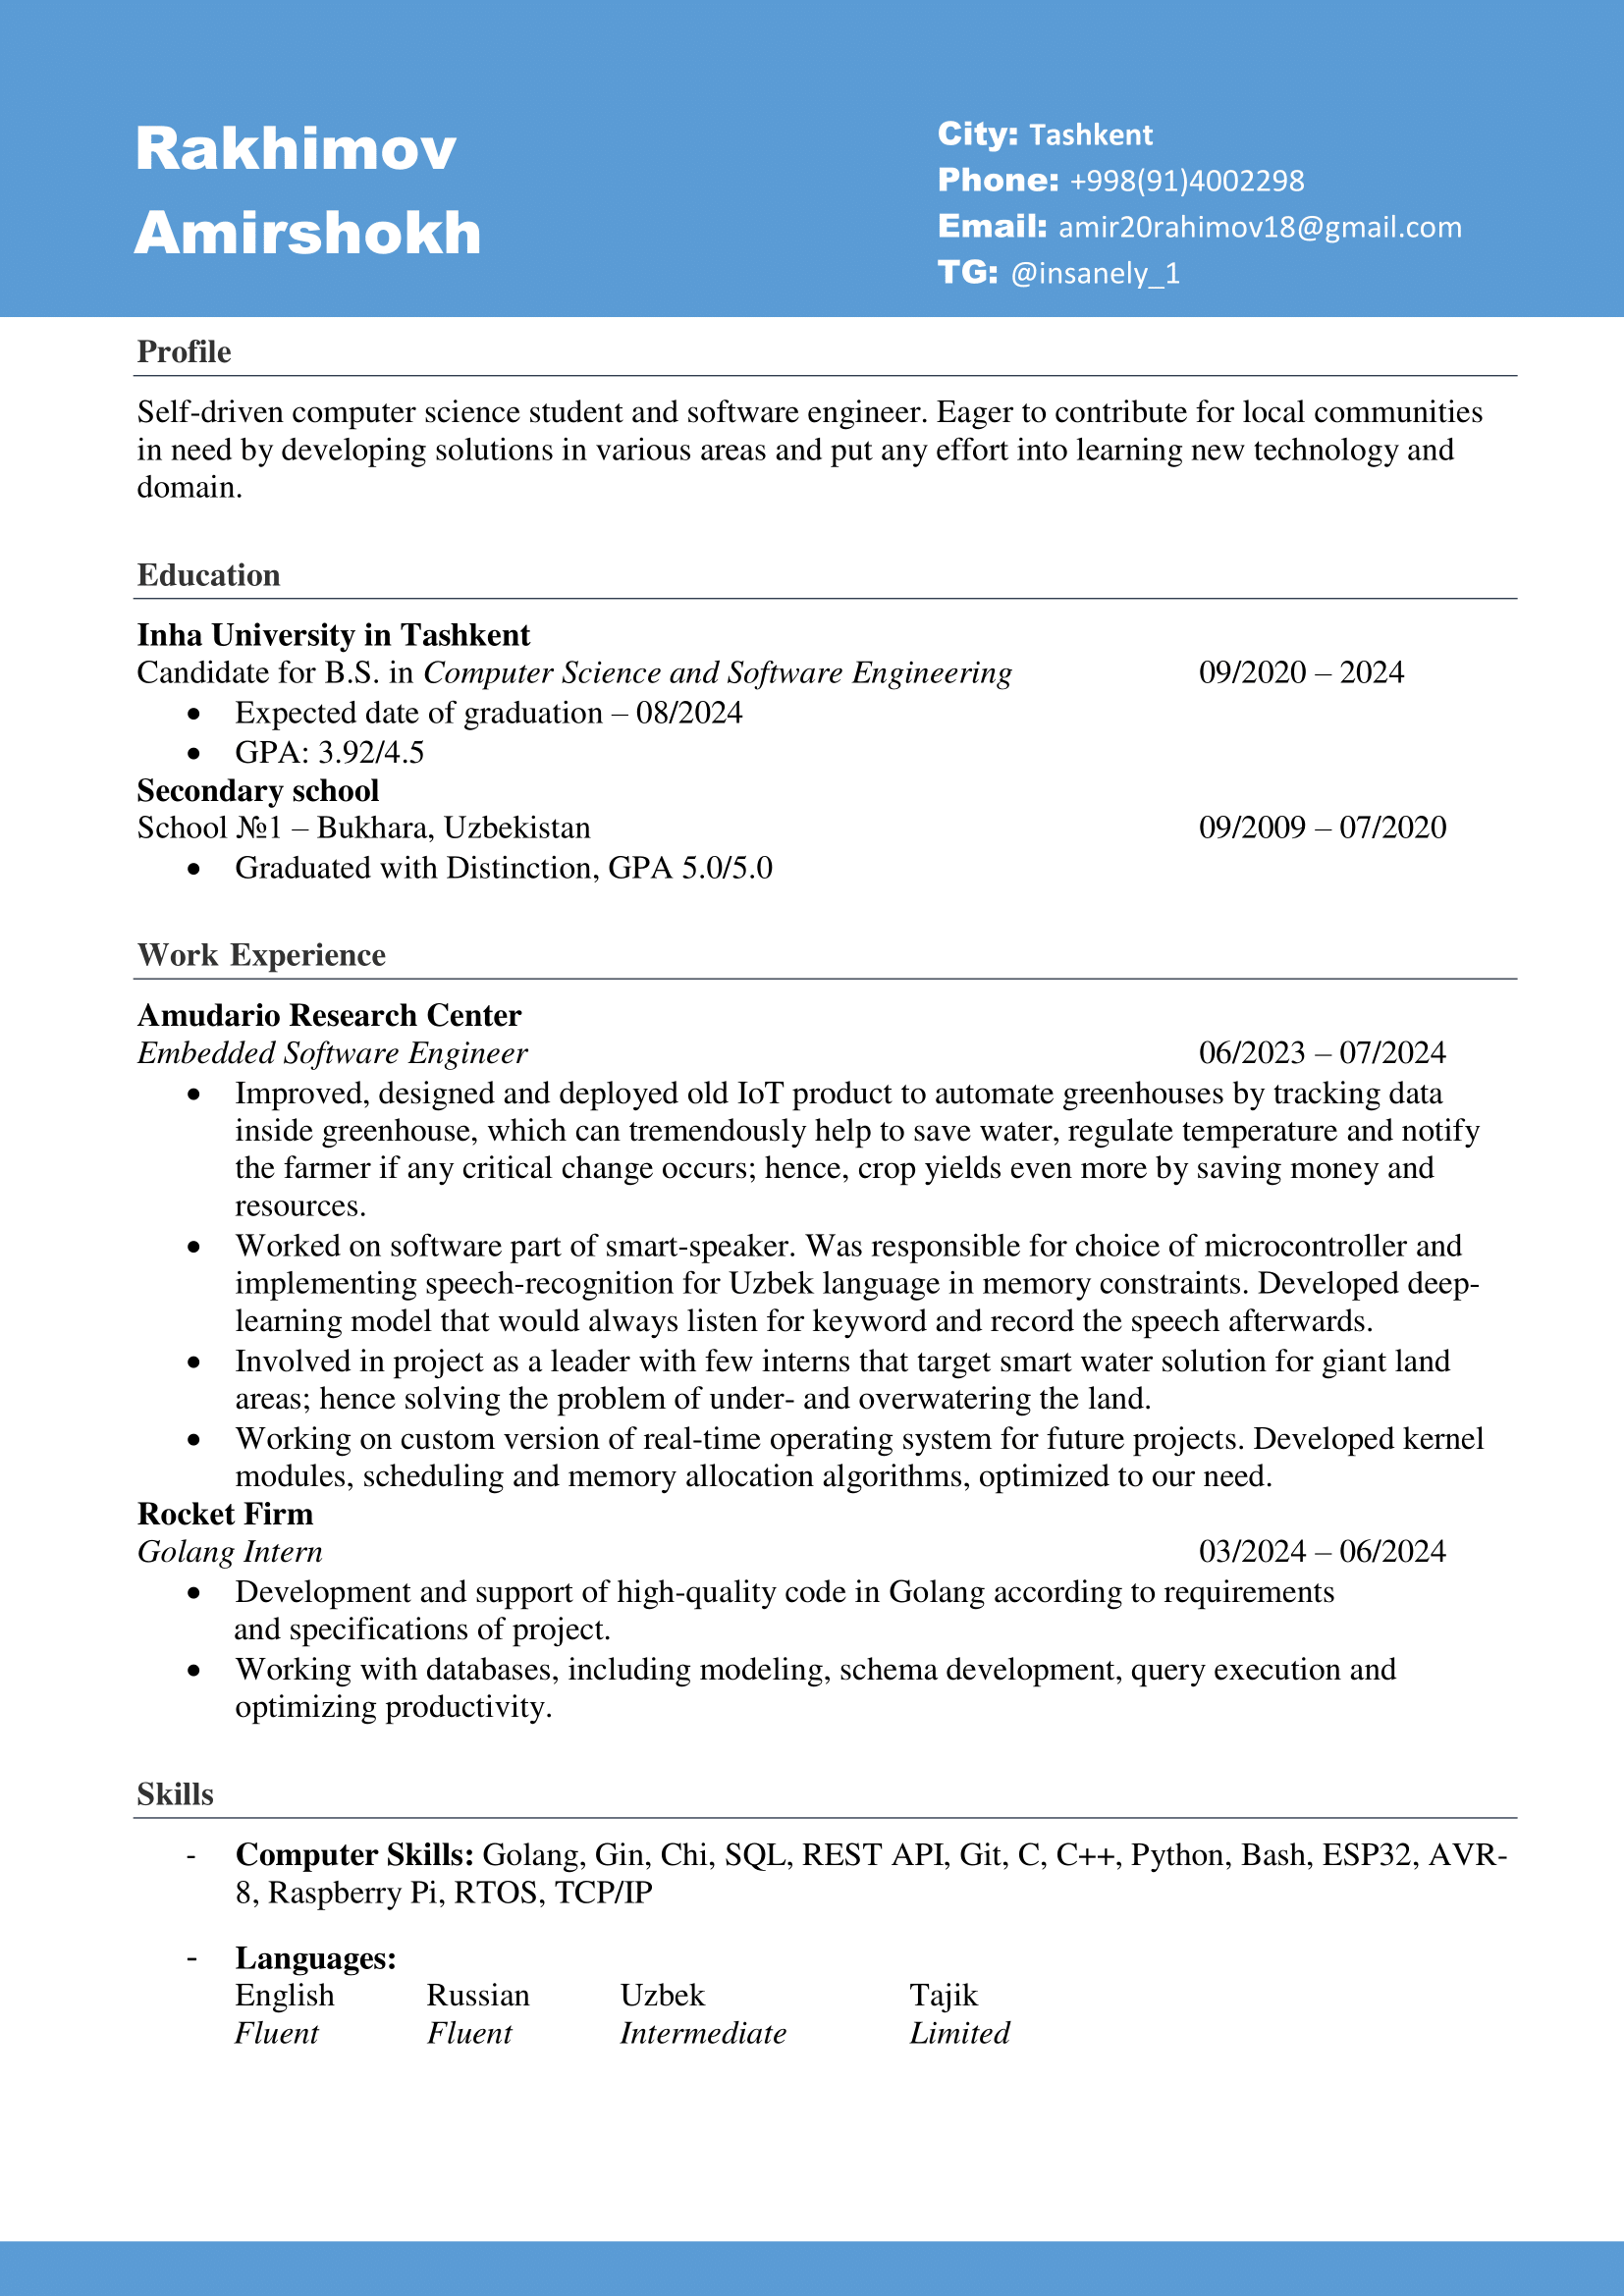 Rakhimov
Amirshokh
City: Tashkent
Phone: +998(91)4002298
Email: amir20rahimov18@gmail.com
TG: @insanely_1
Profile
Self-driven computer science student and software engineer. Eager to contribute for local communities
in need by developing solutions in various areas and put any effort into learning new technology and
domain.
Education
Inha University in Tashkent
Candidate for B.S. in Computer Science and Software Engineering 09/2020 – 2024
• Expected date of graduation – 08/2024
• GPA: 3.92/4.5
Secondary school
School №1 – Bukhara, Uzbekistan 09/2009 – 07/2020
• Graduated with Distinction, GPA 5.0/5.0
Work Experience
Amudario Research Center
Embedded Software Engineer 06/2023 – 07/2024
• Improved, designed and deployed old IoT product to automate greenhouses by tracking data
inside greenhouse, which can tremendously help to save water, regulate temperature and notify
the farmer if any critical change occurs; hence, crop yields even more by saving money and
resources.
• Worked on software part of smart-speaker. Was responsible for choice of microcontroller and
implementing speech-recognition for Uzbek language in memory constraints. Developed deep-
learning model that would always listen for keyword and record the speech afterwards.
• Involved in project as a leader with few interns that target smart water solution for giant land
areas; hence solving the problem of under- and overwatering the land.
• Working on custom version of real-time operating system for future projects. Developed kernel
modules, scheduling and memory allocation algorithms, optimized to our need.
Rocket Firm
Golang Intern 03/2024 – 06/2024
• Development and support of high-quality code in Golang according to requirements
and specifications of project.
• Working with databases, including modeling, schema development, query execution and
optimizing productivity.
Skills
- Computer Skills: Golang, Gin, Chi, SQL, REST API, Git, C, C++, Python, Bash, ESP32, AVR-
8, Raspberry Pi, RTOS, TCP/IP
- Languages:
English Russian Uzbek Tajik
Fluent Fluent Intermediate Limited